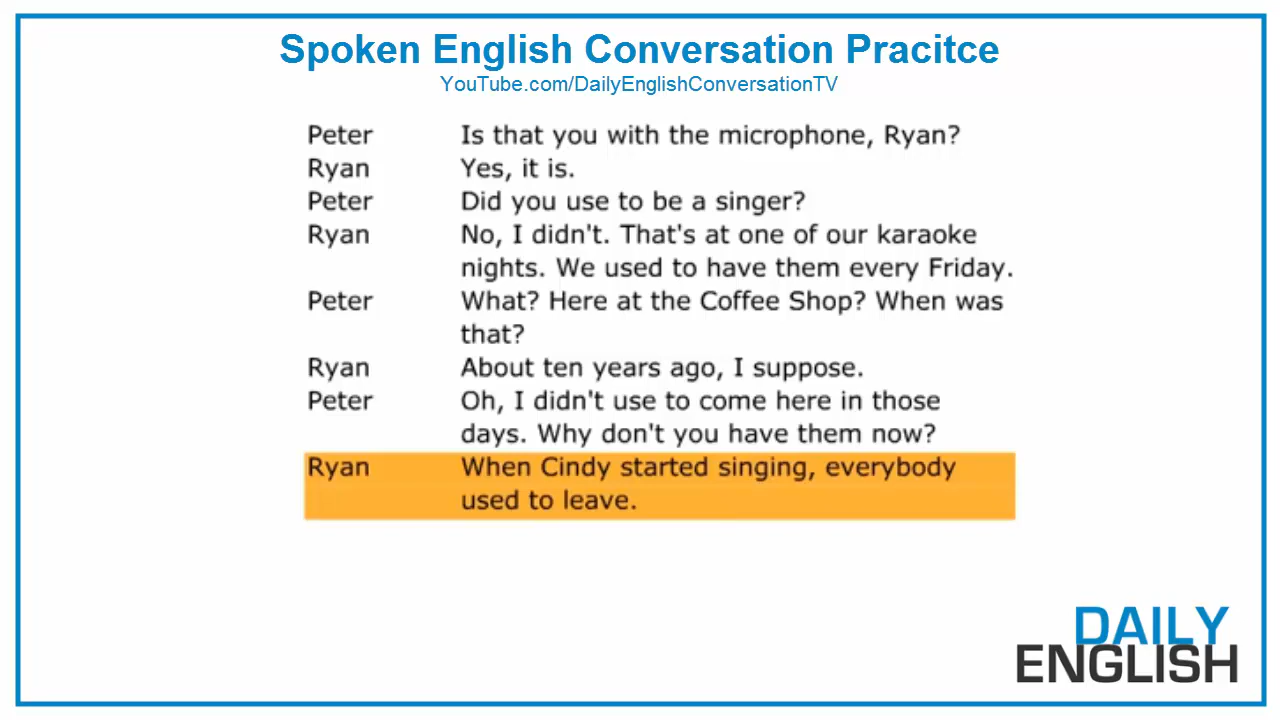 Spoken English Conversation Pracitce
YouTube.com/DailyEnglishConversationTV
Peter Is that you with the microphone, Ryan?
Ryan Yes, it is.
Peter Did you use to be a singer?
Ryan No, I didn't. That's at one of our karaoke
nights. We used to have them every Friday.
Peter What? Here at the Coffee Shop? When was
that?
Ryan About ten years ago, I suppose.
Peter Oh, I didn't use to come here in those
days. Why don't you have them now?
Ryan When Cindy started singing, everybody
used to leave.
DAILY
ENGLISH